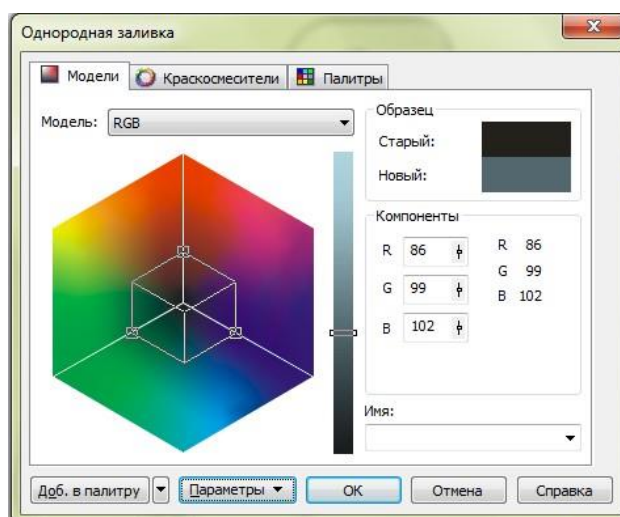 Однородная заливка
Модели Краскосмесители Палитры
Модель: RGB
Образец
Старый:
Новый:
Компоненты
R 86 R 86
G 99 G 99
B 102 B 102
Имя:
Доб. в палитру Параметры ОК Отмена Справка